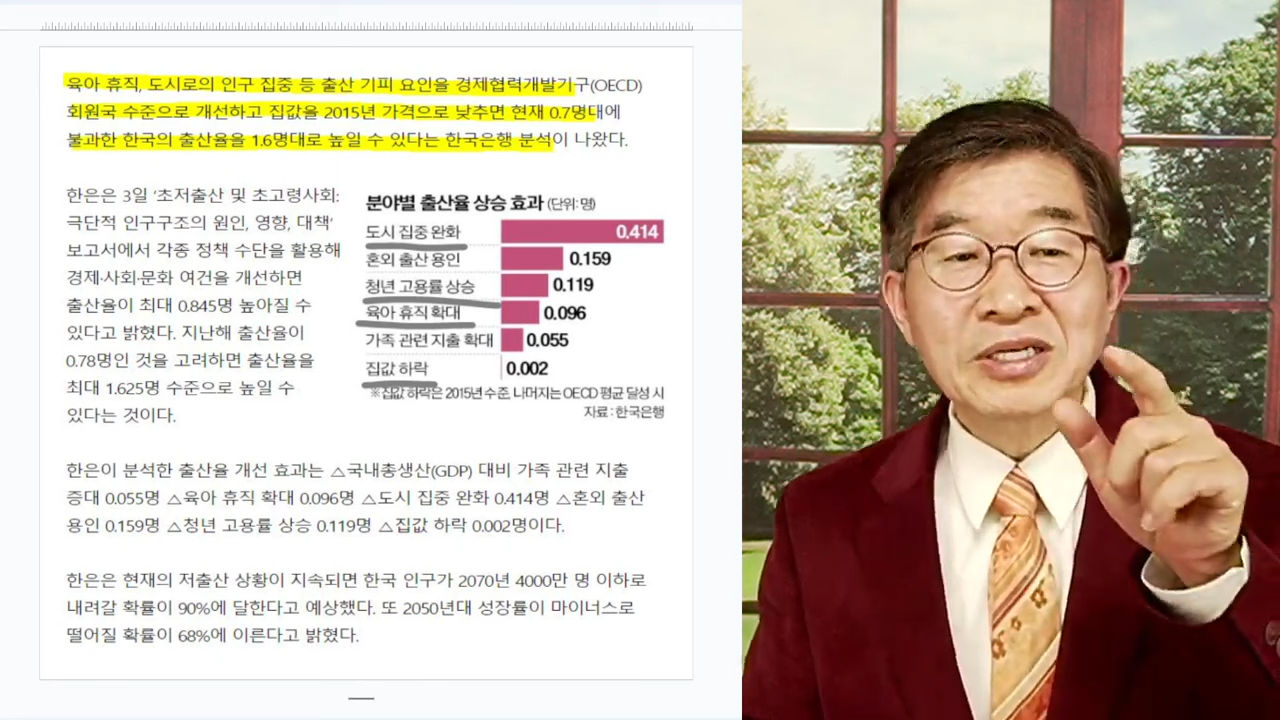 육아 휴직, 도시로의 인구 집중 등 출산 기피 요인을 경제협력개발기구(OECD)
회원국 수준으로 개선하고 집값을 2015년 가격으로 낮추면 현재 0.7명대에
불과한 한국의 출산율을 1.6명대로 높일 수 있다는 한국은행 분석이 나왔다.
한은은 3일 '초저출산 및 초고령사회:
극단적 인구구조의 원인, 영향, 대책'
보고서에서 각종 정책 수단을 활용해
경제·사회·문화 여건을 개선하면
출산율이 최대 0.845명 높아질 수
있다고 밝혔다. 지난해 출산율이
0.78명인 것을 고려하면 출산율을
최대 1.625명 수준으로 높일 수
있다는 것이다.
분야별 출산율 상승 효과 (단위: 명)
도시 집중 완화 0.414
혼외 출산 용인 0.159
청년 고용률 상승 0.119
육아 휴직 확대 0.096
가족 관련 지출 확대 0.055
집값 하락 0.002
※집값 하락은 2015년 수준, 나머지는 OECD 평균 달성 시
자료: 한국은행
한은이 분석한 출산율 개선 효과는 △국내총생산(GDP) 대비 가족 관련 지출
증대 0.055명 △육아 휴직 확대 0.096명 △도시 집중 완화 0.414명 △혼외 출산
용인 0.159명 △청년 고용률 상승 0.119명 △집값 하락 0.002명이다.
한은은 현재의 저출산 상황이 지속되면 한국 인구가 2070년 4000만 명 이하로
내려갈 확률이 90%에 달한다고 예상했다. 또 2050년대 성장률이 마이너스로
떨어질 확률이 68%에 이른다고 밝혔다.